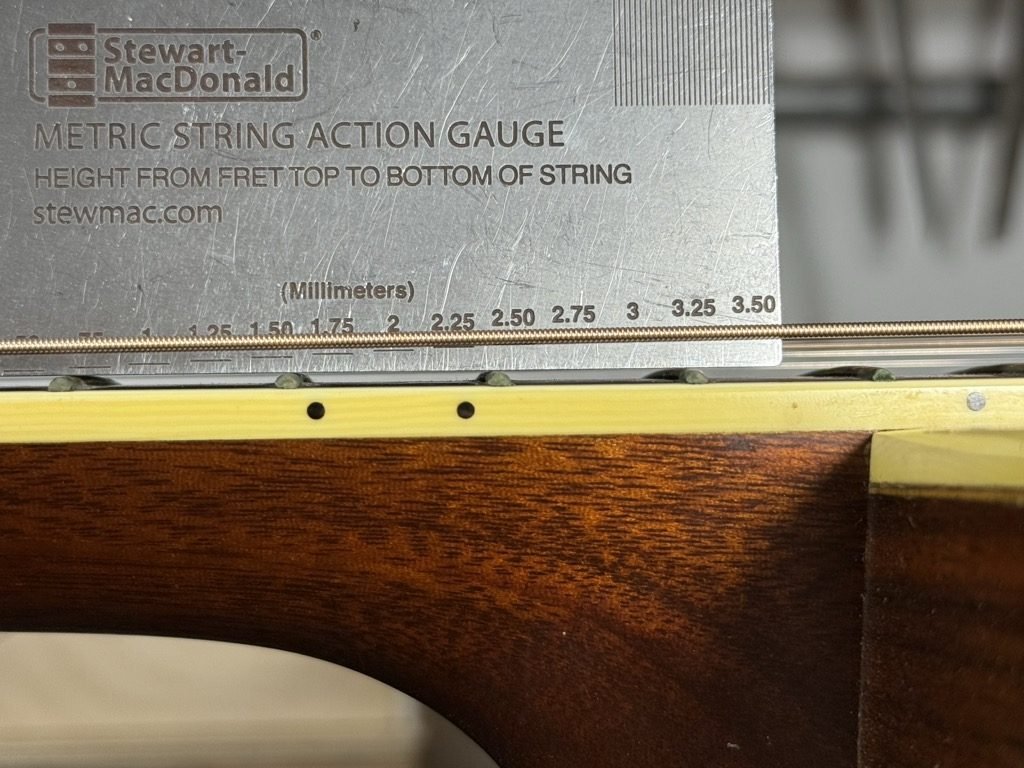 Stewart-
MacDonald®
METRIC STRING ACTION GAUGE
HEIGHT FROM FRET TOP TO BOTTOM OF STRING
stewmac.com
(Millimeters)
1 1.25 1.50 1.75 2 2.25 2.50 2.75 3 3.25 3.50